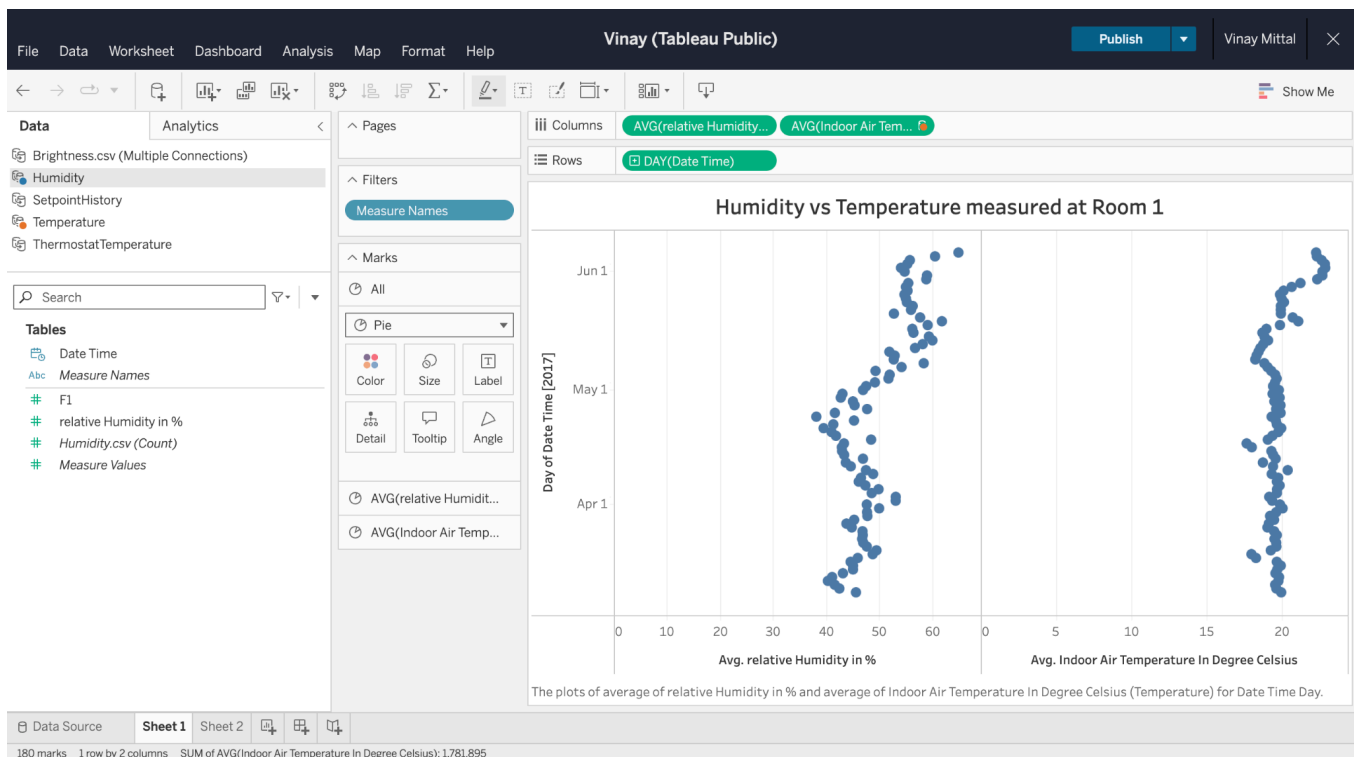 Vinay (Tableau Public)
Publish
Vinay Mittal
File Data Worksheet Dashboard Analysis Map Format Help
Show Me
Data Analytics
Brightness.csv (Multiple Connections)
Humidity
SetpointHistory
Temperature
ThermostatTemperature
Search
Tables
Date Time
Abc Measure Names
# F1
# relative Humidity in %
# Humidity.csv (Count)
# Measure Values
Pages
Filters
Measure Names
Marks
All
Pie
Color Size Label
Detail Tooltip Angle
AVG(relative Humidit...
AVG(Indoor Air Temp...
Columns AVG(relative Humidity... AVG(Indoor Air Tem...
Rows DAY(Date Time)
Humidity vs Temperature measured at Room 1
Day of Date Time [2017]
Jun 1
May 1
Apr 1
0 10 20 30 40 50 60 0 5 10 15 20
Avg. relative Humidity in % Avg. Indoor Air Temperature In Degree Celsius
The plots of average of relative Humidity in % and average of Indoor Air Temperature In Degree Celsius (Temperature) for Date Time Day.
Data Source Sheet 1 Sheet 2
180 marks 1 row by 2 columns SUM of AVG(Indoor Air Temperature In Degree Celsius): 1,781.895